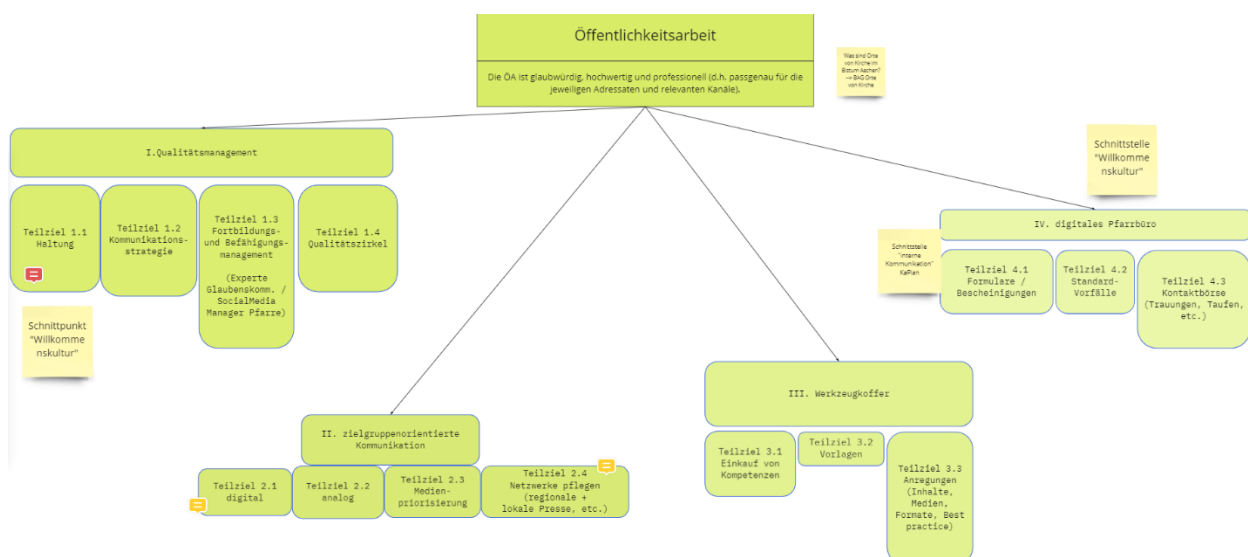 Öffentlichkeitsarbeit
Die ÖA ist glaubwürdig, hochwertig und professionell (d.h. passgenau für die
jeweiligen Adressaten und relevanten Kanäle).
Was sind Orte
von Kirche im
Bistum Aachen?
--> BAG Orte
von Kirche
I.Qualitätsmanagement
Teilziel 1.1
Haltung
Teilziel 1.2
Kommunikations-
strategie
Teilziel 1.3
Fortbildungs-
und Befähigungs-
management
(Experte
Glaubenskomm. /
SocialMedia
Manager Pfarre)
Teilziel 1.4
Qualitätszirkel
Schnittpunkt
"Willkomme
nskultur"
II. zielgruppenorientierte
Kommunikation
Teilziel 2.1
digital
Teilziel 2.2
analog
Teilziel 2.3
Medien-
priorisierung
Teilziel 2.4
Netzwerke pflegen
(regionale +
lokale Presse, etc.)
III. Werkzeugkoffer
Teilziel 3.1
Einkauf von
Kompetenzen
Teilziel 3.2
Vorlagen
Teilziel 3.3
Anregungen
(Inhalte,
Medien,
Formate, Best
practice)
Schnittstelle
"Willkomme
nskultur"
IV. digitales Pfarrbüro
Schnittstelle
"interne
Kommunikation"
KaPlan
Teilziel 4.1
Formulare /
Bescheinigungen
Teilziel 4.2
Standard-
Vorfälle
Teilziel 4.3
Kontaktbörse
(Trauungen, Taufen,
etc.)